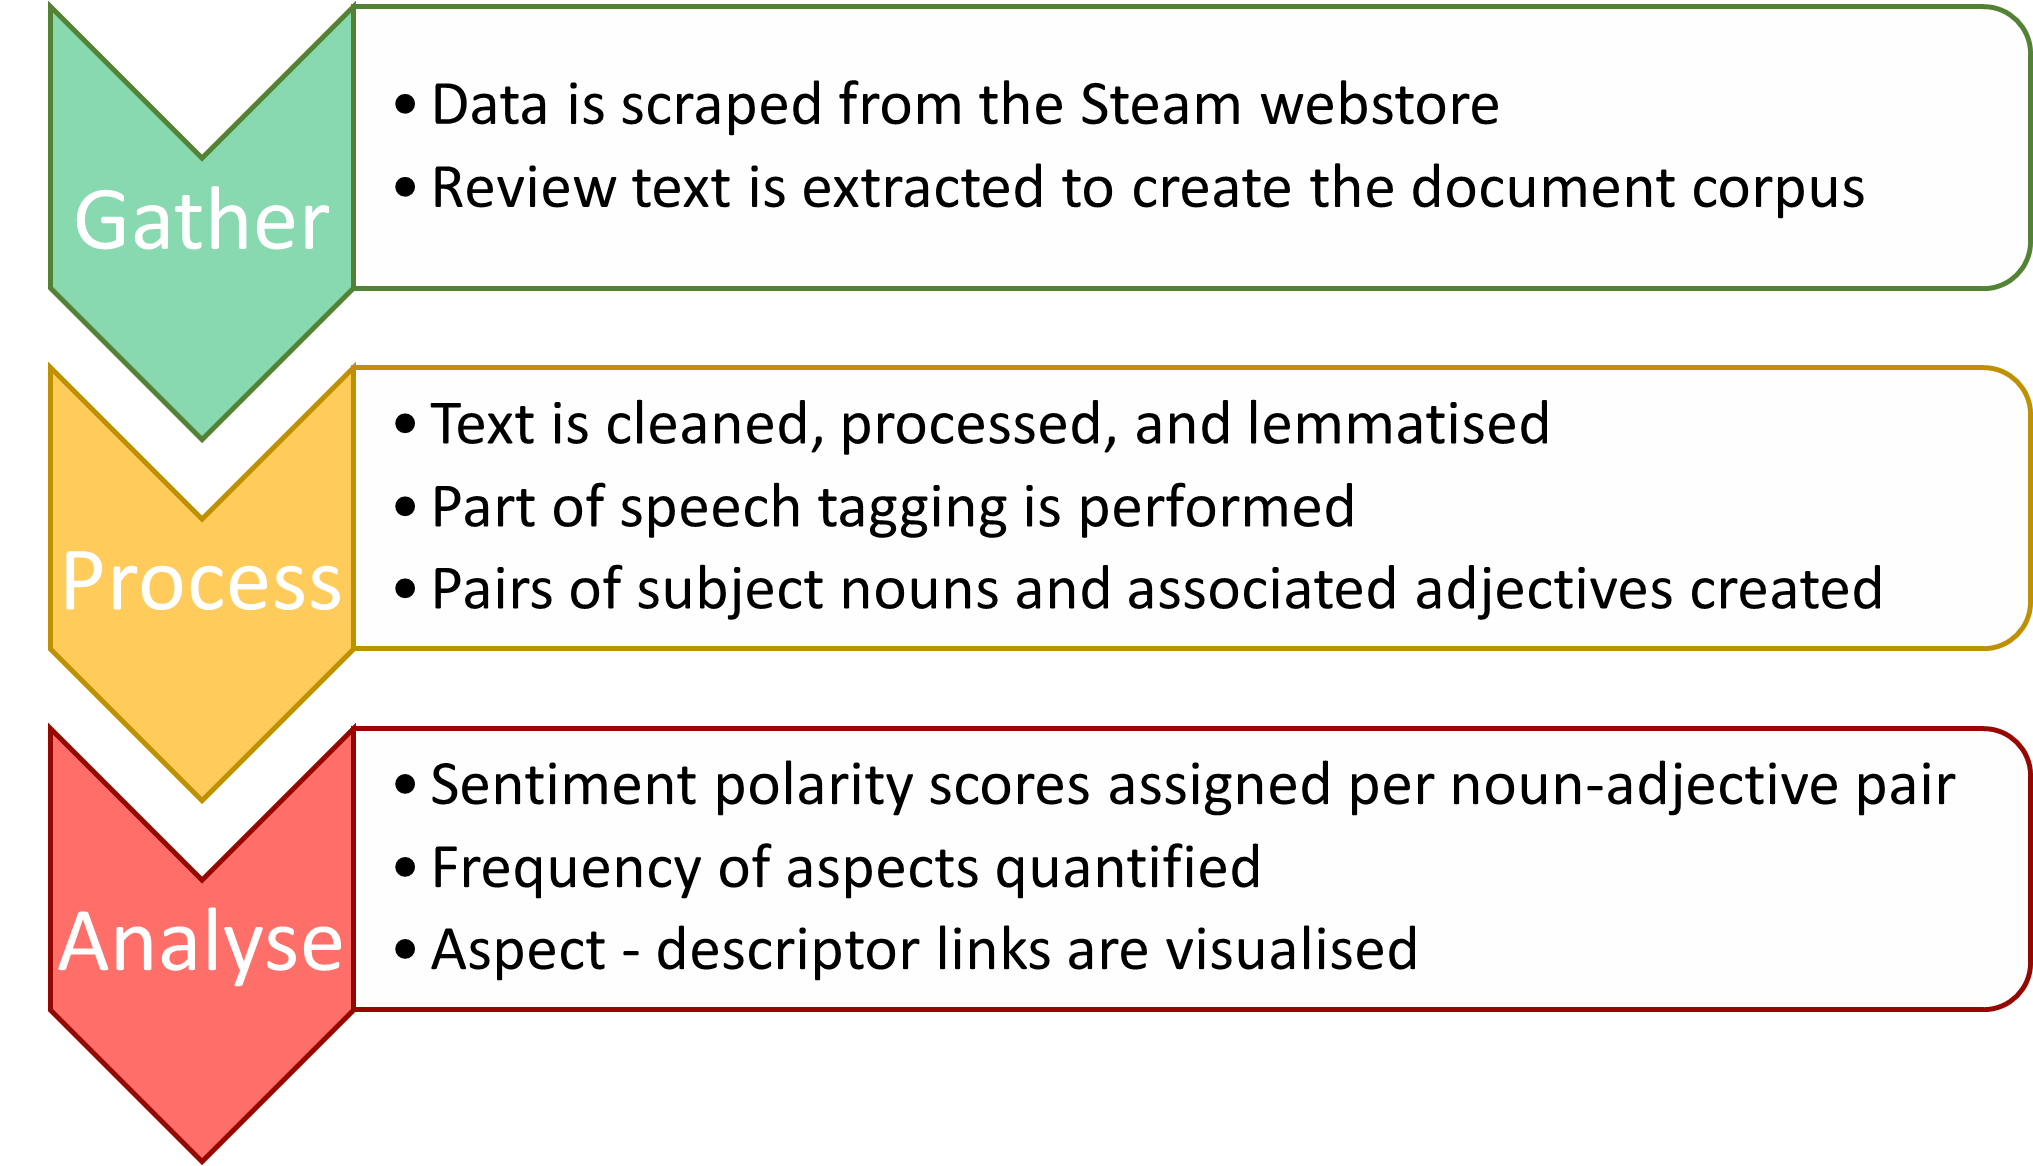 Gather
• Data is scraped from the Steam webstore
• Review text is extracted to create the document corpus
Process
• Text is cleaned, processed, and lemmatised
• Part of speech tagging is performed
• Pairs of subject nouns and associated adjectives created
Analyse
• Sentiment polarity scores assigned per noun-adjective pair
• Frequency of aspects quantified
• Aspect - descriptor links are visualised